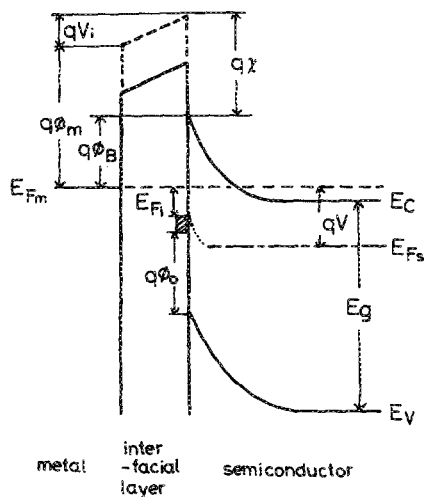 qVi
qχ
qϕm
qϕB
EFm
EFi
qV
EC
EFs
qϕo
Eg
EV
metal
inter
-facial
layer
semiconductor